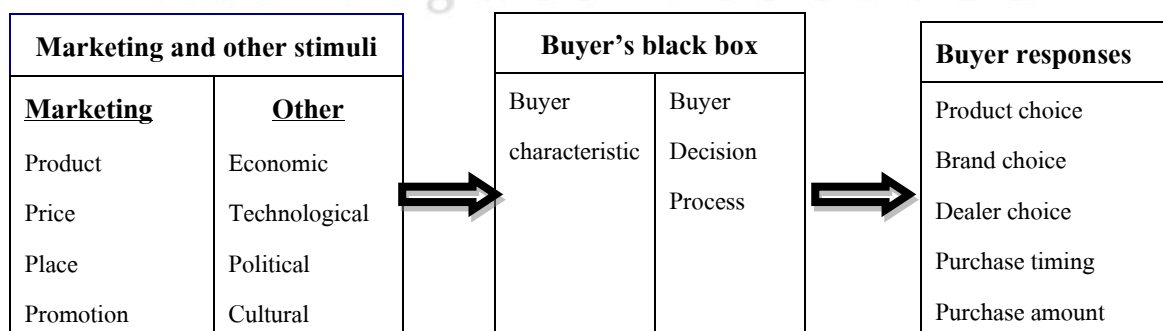 Marketing and other stimuli
Marketing
Product
Price
Place
Promotion
Other
Economic
Technological
Political
Cultural
Buyer’s black box
Buyer
characteristic
Buyer
Decision
Process
Buyer responses
Product choice
Brand choice
Dealer choice
Purchase timing
Purchase amount